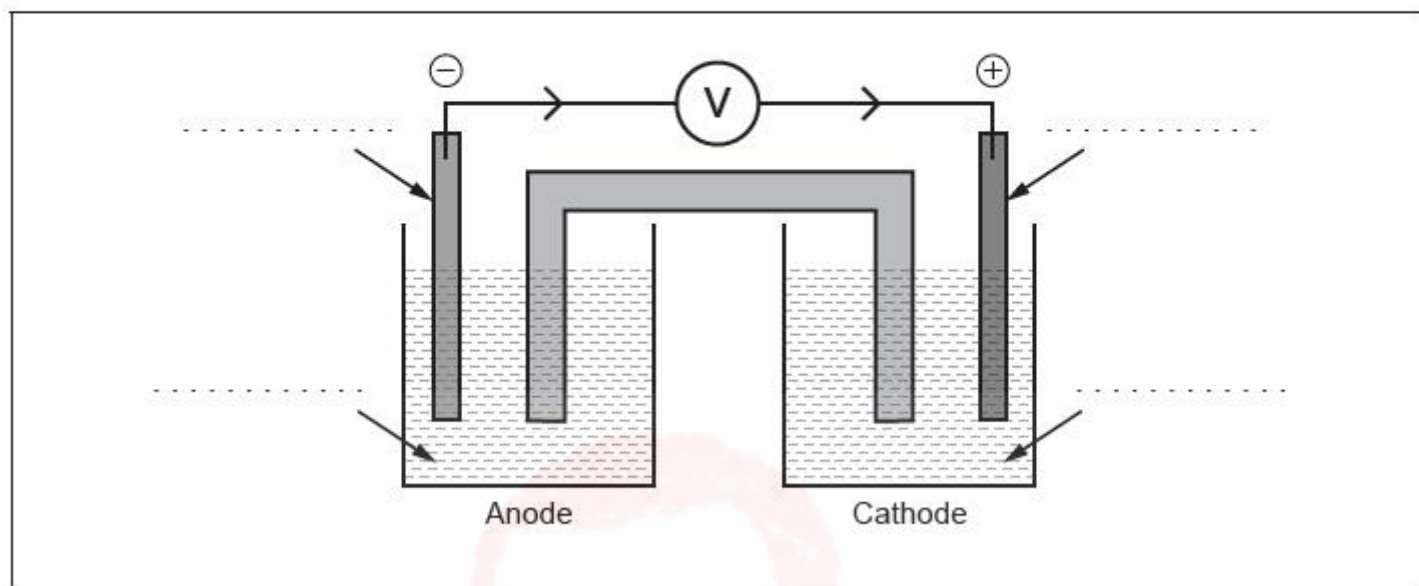 − +
V
Anode Cathode